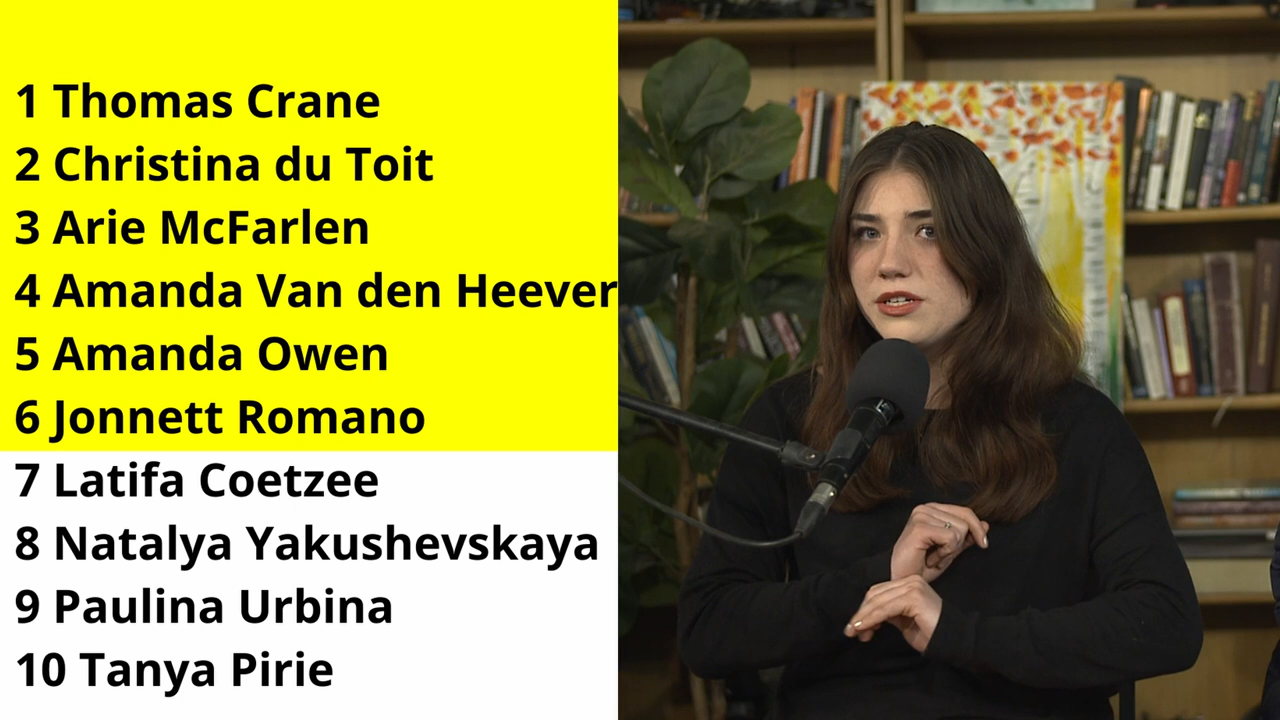 1 Thomas Crane
2 Christina du Toit
3 Arie McFarlen
4 Amanda Van den Heever
5 Amanda Owen
6 Jonnett Romano
7 Latifa Coetzee
8 Natalya Yakushevskaya
9 Paulina Urbina
10 Tanya Pirie